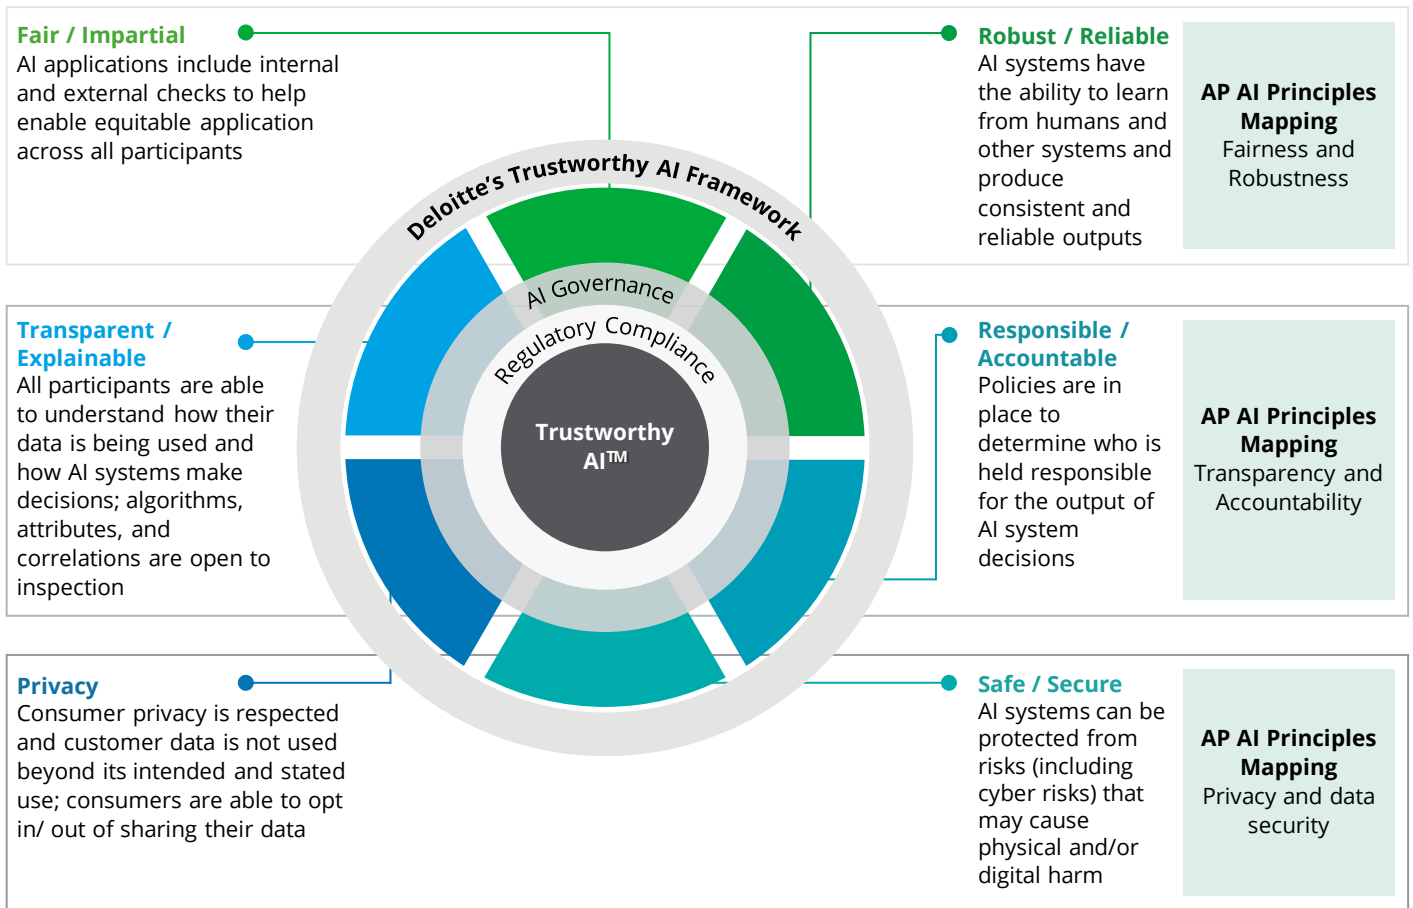 Fair / Impartial
AI applications include internal
and external checks to help
enable equitable application
across all participants
Robust / Reliable
AI systems have
the ability to learn
from humans and
other systems and
produce
consistent and
reliable outputs
AP AI Principles
Mapping
Fairness and
Robustness
Deloitte’s Trustworthy AI Framework
AI Governance
Regulatory Compliance
Trustworthy
AI™
Transparent /
Explainable
All participants are able
to understand how their
data is being used and
how AI systems make
decisions; algorithms,
attributes, and
correlations are open to
inspection
Responsible /
Accountable
Policies are in
place to
determine who is
held responsible
for the output of
AI system
decisions
AP AI Principles
Mapping
Transparency and
Accountability
Privacy
Consumer privacy is respected
and customer data is not used
beyond its intended and stated
use; consumers are able to opt
in/ out of sharing their data
Safe / Secure
AI systems can be
protected from
risks (including
cyber risks) that
may cause
physical and/or
digital harm
AP AI Principles
Mapping
Privacy and data
security